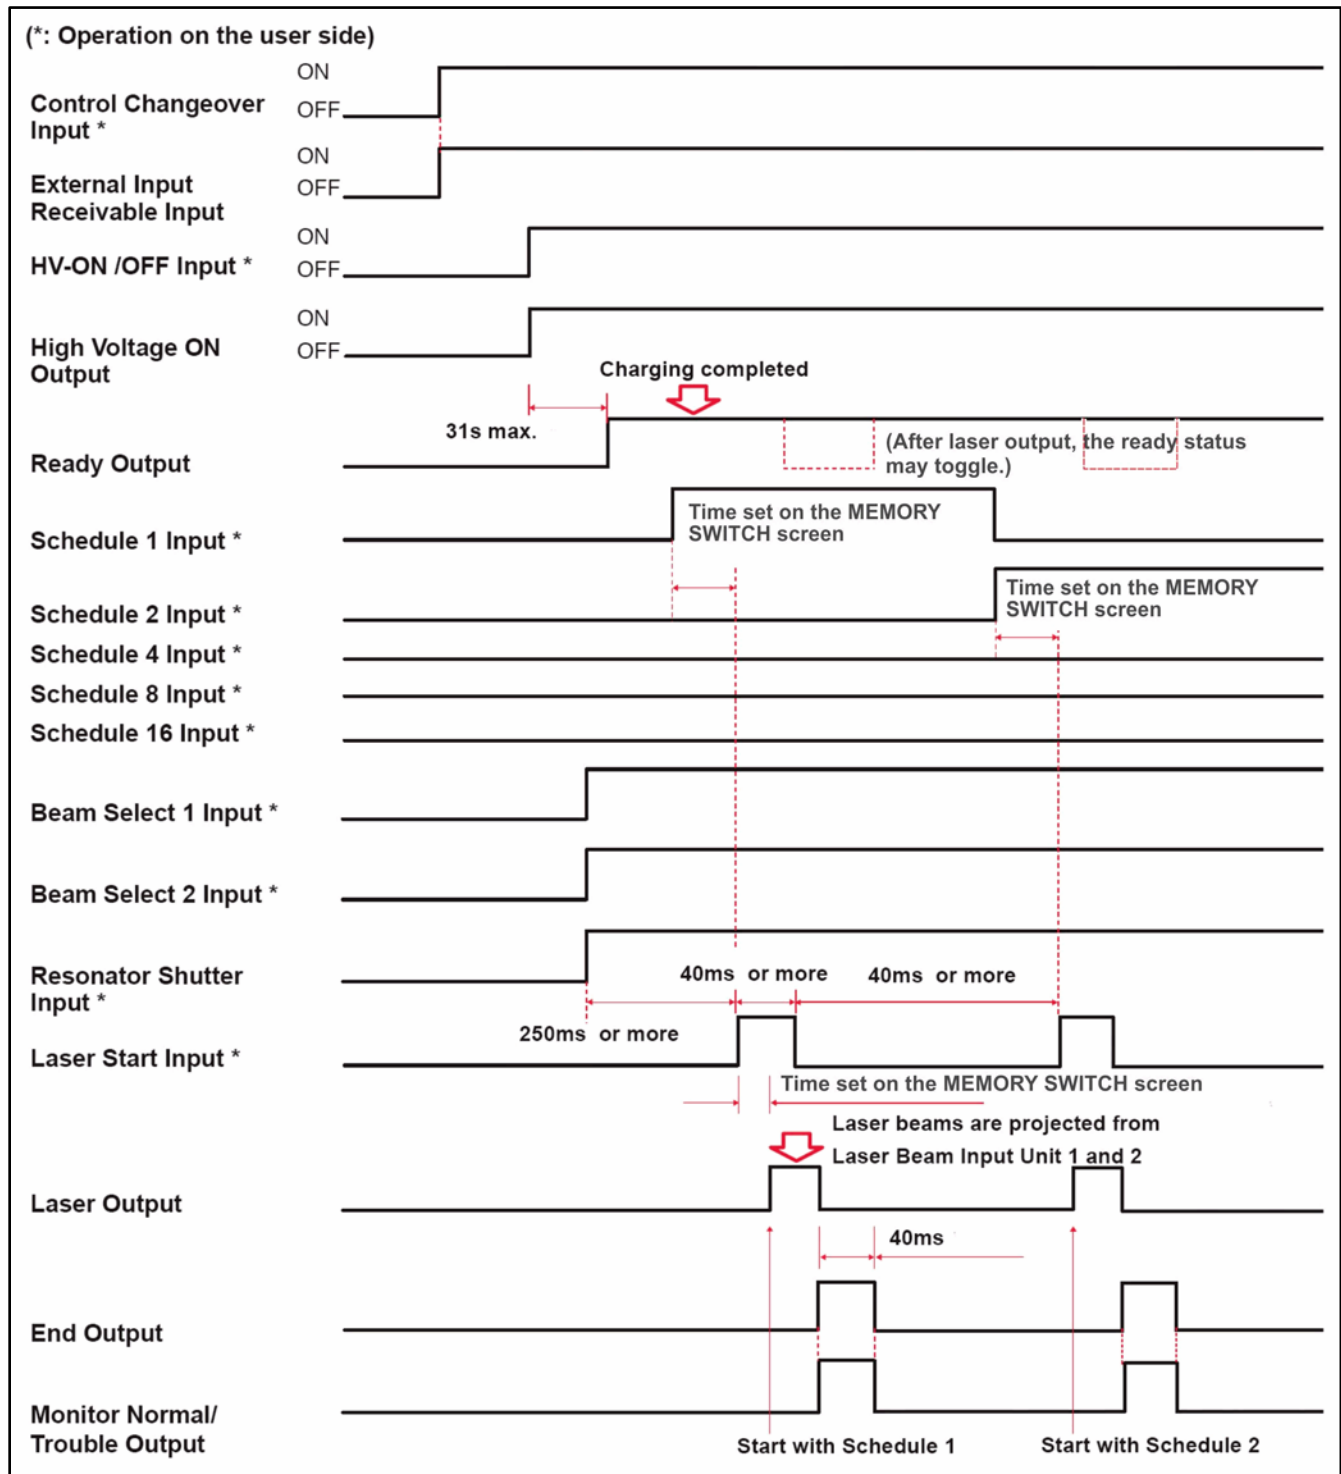 (*: Operation on the user side)
ON
Control Changeover
OFF
Input *
ON
External Input
OFF
Receivable Input
ON
HV-ON /OFF Input *
OFF
ON
High Voltage ON
OFF
Output
Charging completed
31s max.
(After laser output, the ready status
may toggle.)
Ready Output
Time set on the MEMORY
SWITCH screen
Schedule 1 Input *
Time set on the MEMORY
SWITCH screen
Schedule 2 Input *
Schedule 4 Input *
Schedule 8 Input *
Schedule 16 Input *
Beam Select 1 Input *
Beam Select 2 Input *
Resonator Shutter
Input *
40ms or more
40ms or more
250ms or more
Laser Start Input *
Time set on the MEMORY SWITCH screen
Laser beams are projected from
Laser Beam Input Unit 1 and 2
Laser Output
40ms
End Output
Monitor Normal/
Trouble Output
Start with Schedule 1
Start with Schedule 2